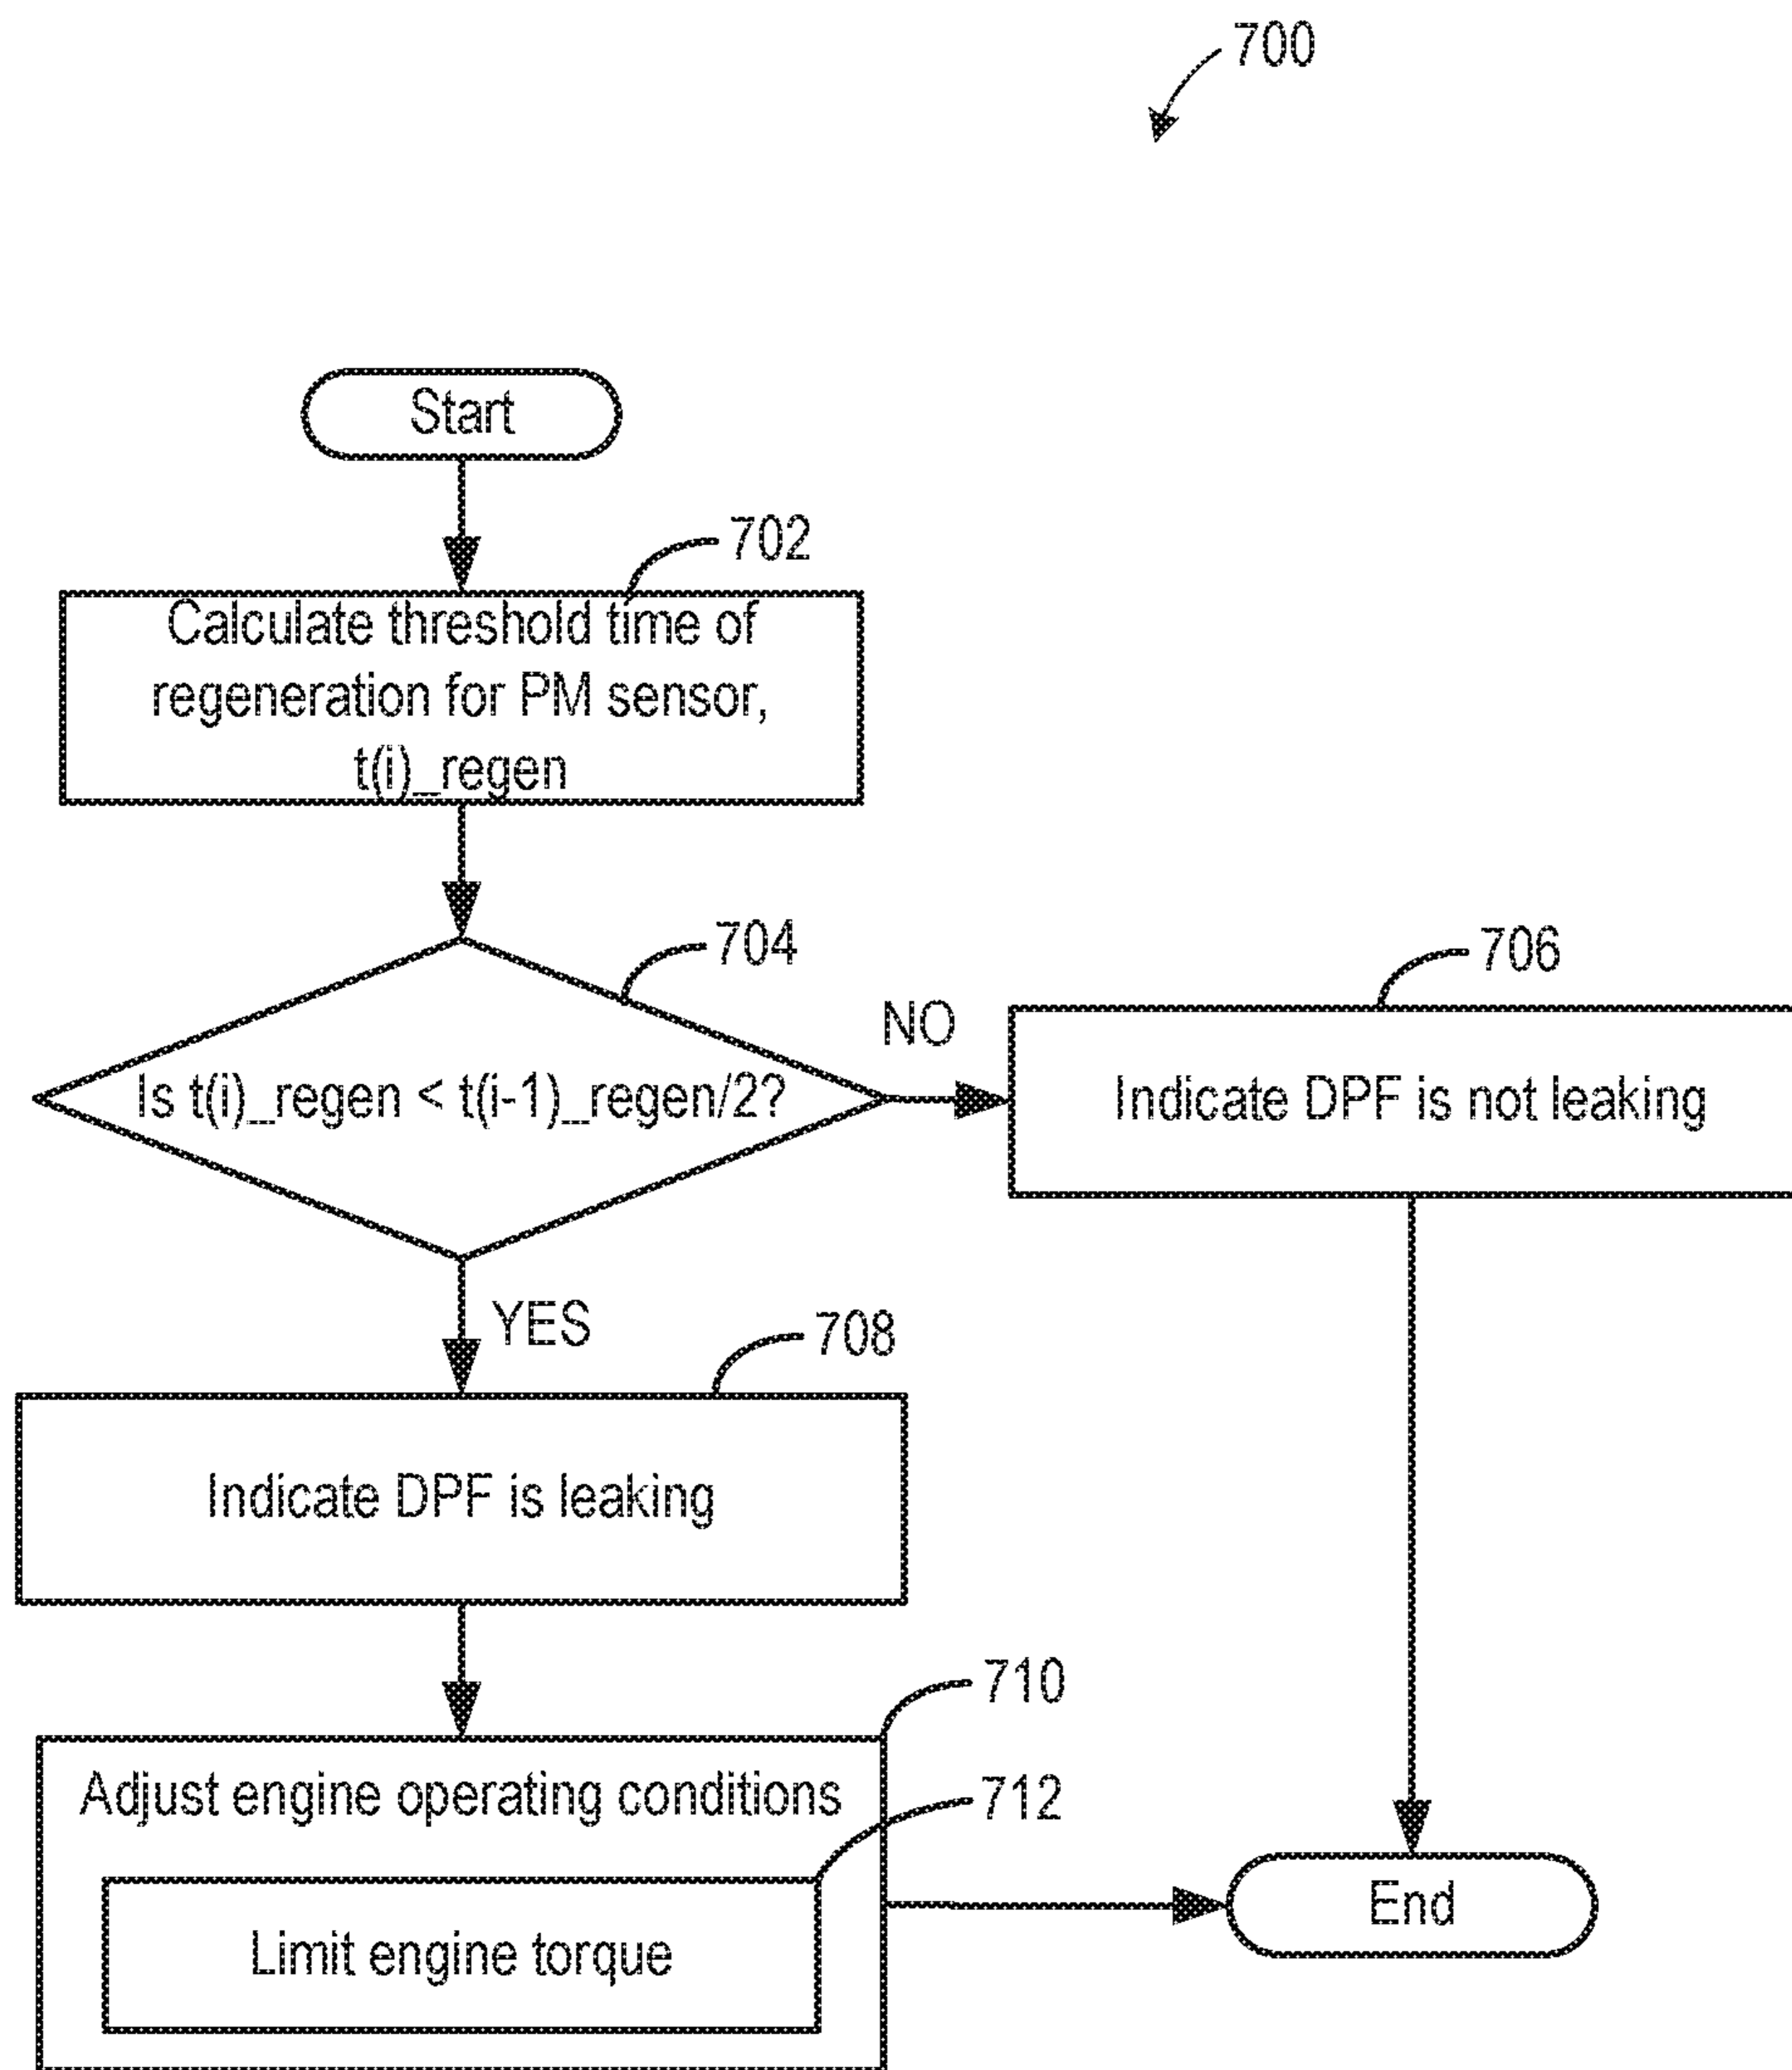 700
Start
702
Calculate threshold time of
regeneration for PM sensor,
t(i)_regen
704
Is t(i)_regen < t(i-1)_regen/2?
NO
706
Indicate DPF is not leaking
YES
708
Indicate DPF is leaking
710
Adjust engine operating conditions
712
Limit engine torque
End